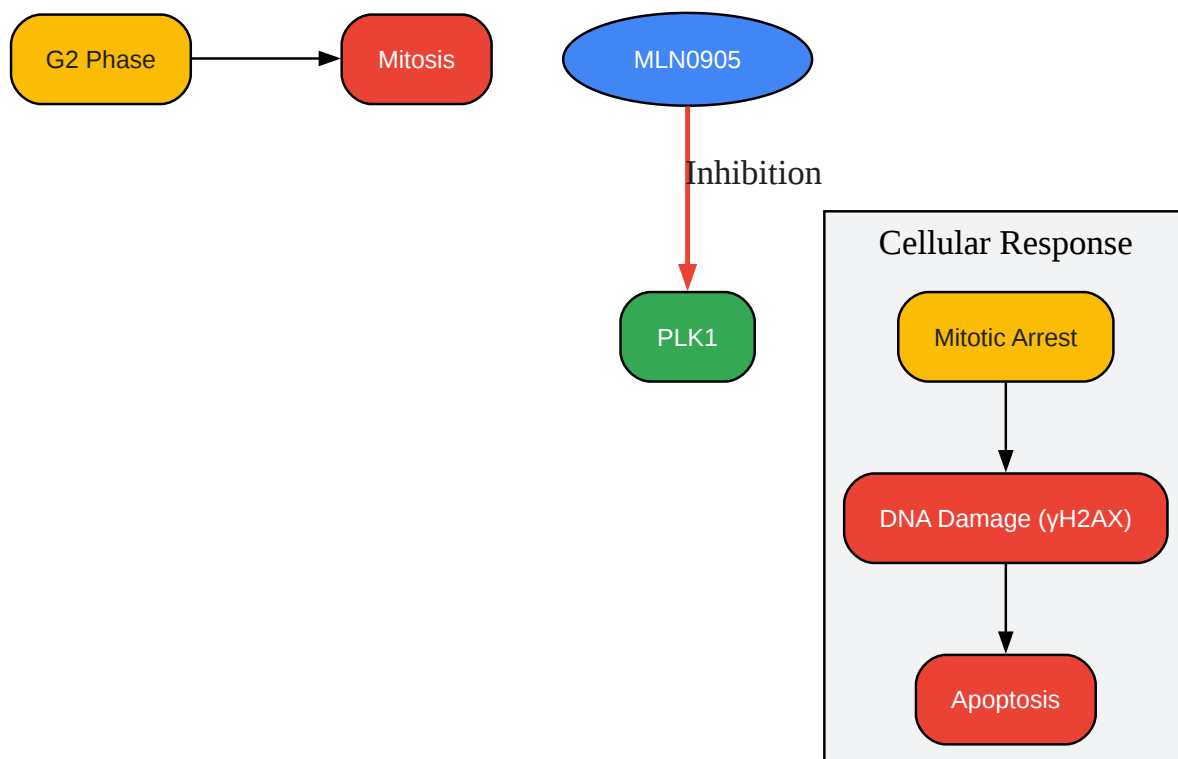 G2 Phase
Mitosis
MLN0905
Inhibition
PLK1
Cellular Response
Mitotic Arrest
DNA Damage (γH2AX)
Apoptosis